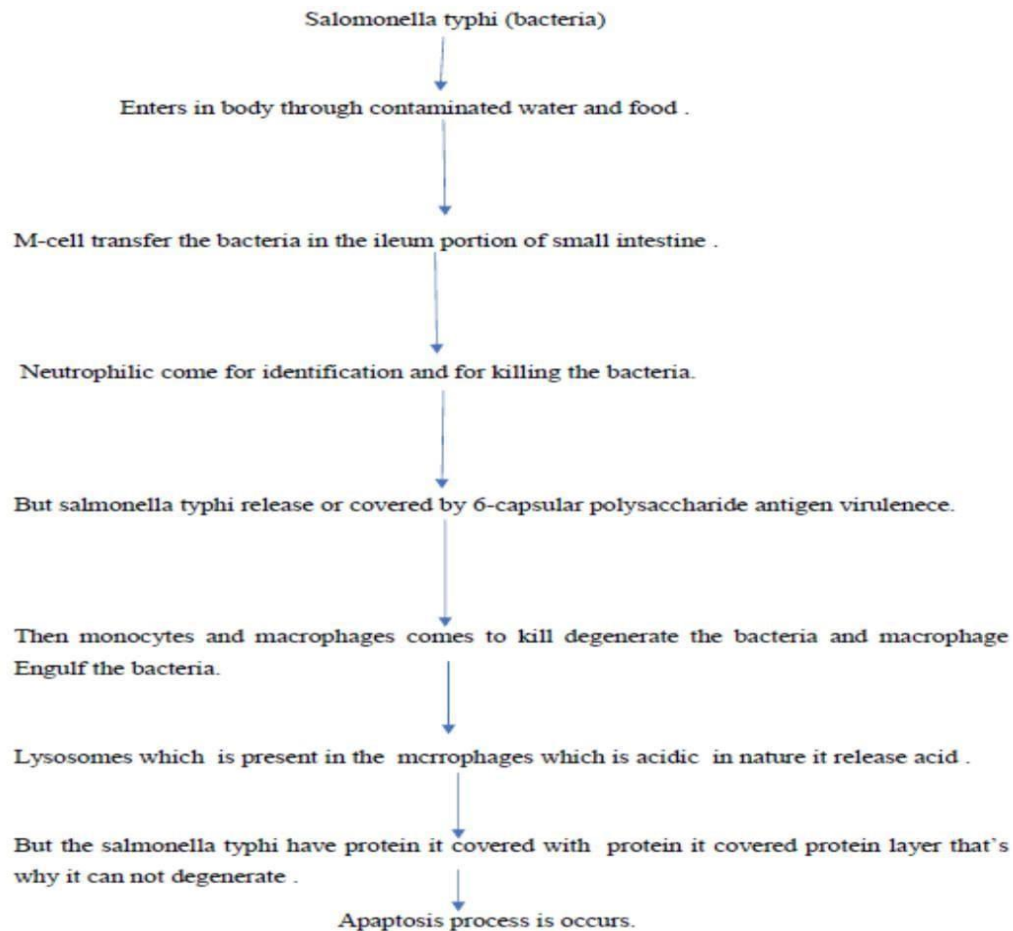 Salomonella typhi (bacteria)
Enters in body through contaminated water and food .
M-cell transfer the bacteria in the ileum portion of small intestine .
Neutrophilic come for identification and for killing the bacteria.
But salmonella typhi release or covered by 6-capsular polysaccharide antigen virulenece.
Then monocytes and macrophages comes to kill degenerate the bacteria and macrophage
Engulf the bacteria.
Lysosomes which is present in the mcrrophages which is acidic in nature it release acid .
But the salmonella typhi have protein it covered with protein it covered protein layer that's
why it can not degenerate .
Apaptosis process is occurs.